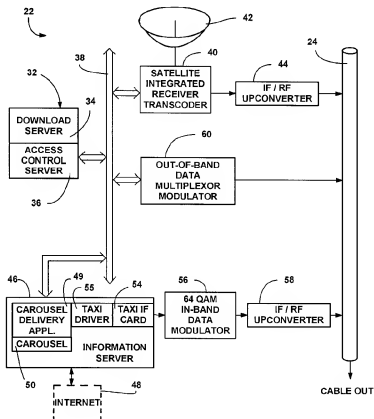 22
42
38
40
24
SATELLITE
INTEGRATED
RECEIVER
TRANSCODER
44
IF / RF
UPCONVERTER
32
34
DOWNLOAD
SERVER
ACCESS
CONTROL
SERVER
36
60
OUT-OF-BAND
DATA
MULTIPLEXOR
MODULATOR
46
49
55
54
56
58
CAROUSEL
DELIVERY
APPL.
TAXI
DRIVER
TAXI IF
CARD
CAROUSEL
INFORMATION
SERVER
64 QAM
IN-BAND
DATA
MODULATOR
IF / RF
UPCONVERTER
50
48
INTERNET
CABLE OUT